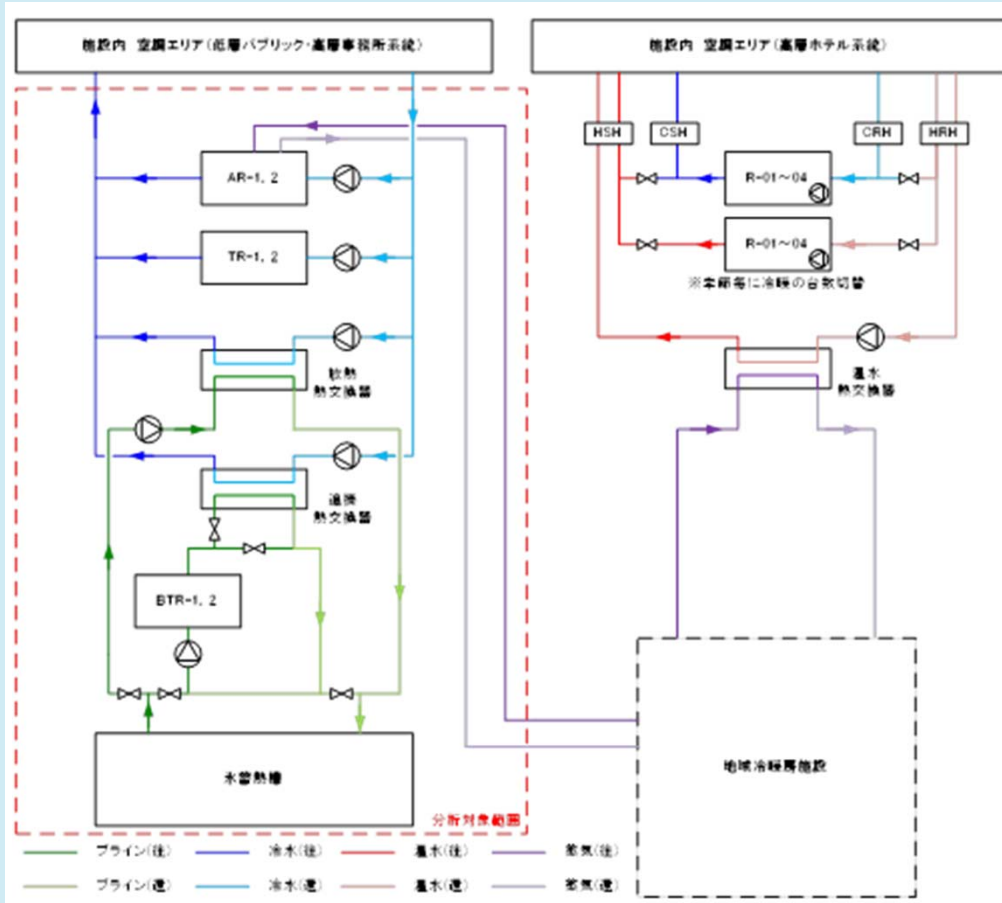 施設内 空調エリア(低層パブリック・高層事務所系統)
施設内 空調エリア(高層ホテル系統)
HSH
CSH
CRH
HRH
AR-1, 2
R-01～04
TR-1, 2
R-01～04
※季節毎に冷暖の台数切替
放熱
熱交換器
温水
熱交換器
追掛
熱交換器
BTR-1, 2
氷蓄熱槽
地域冷暖房施設
分析対象範囲
ブライン(往)
冷水(往)
温水(往)
蒸気(往)
ブライン(還)
冷水(還)
温水(還)
蒸気(還)